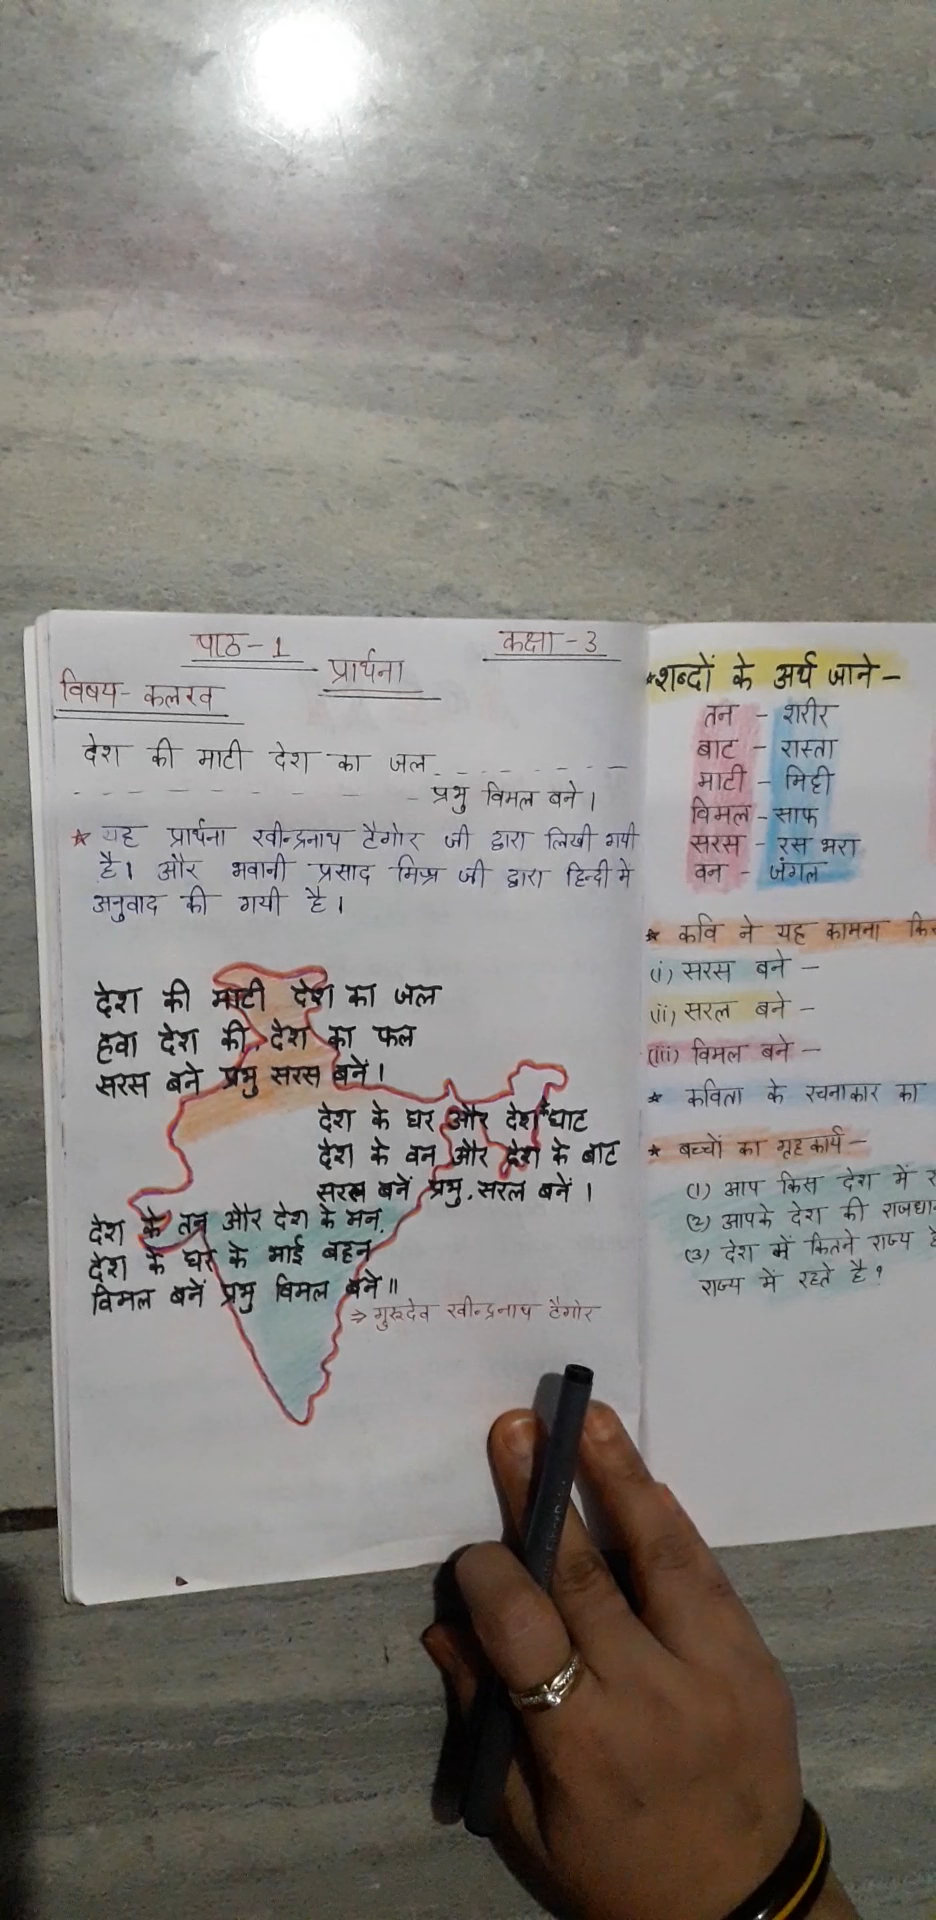 पाठ-1
कक्षा-3
प्रार्थना
विषय- कलरव
देश की माटी देश का जल
प्रभु विमल बने।
* यह प्रार्थना रवीन्द्रनाथ टैगोर जी द्वारा लिखी गयी
है। और भवानी प्रसाद मिश्र जी द्वारा हिन्दी मे
अनुवाद की गयी है।
देश की माटी देश का जल
हवा देश की, देश का फल
सरस बने प्रभु सरस बनें।
देश के घर और देश के घाट
देश के वन और देश के बाट
सरल बनें प्रभु, सरल बनें।
देश के तन और देश के मन,
देश के घर के भाई बहन
विमल बनें प्रभु विमल बने॥
⇒ गुरूदेव रवीन्द्रनाथ टैगोर
* शब्दों के अर्थ जाने-
तन - शरीर
बाट - रास्ता
माटी - मिट्टी
विमल - साफ
सरस - रस भरा
वन - जंगल
* कवि ने यह कामना
(i) सरस बने -
(ii) सरल बने -
(iii) विमल बने -
* कविता के रचनाकार का
* बच्चों का गृहकार्य-
(1) आप किस देश में
(2) आपके देश की
(3) देश में कितने राज्य
राज्य में रहते है?